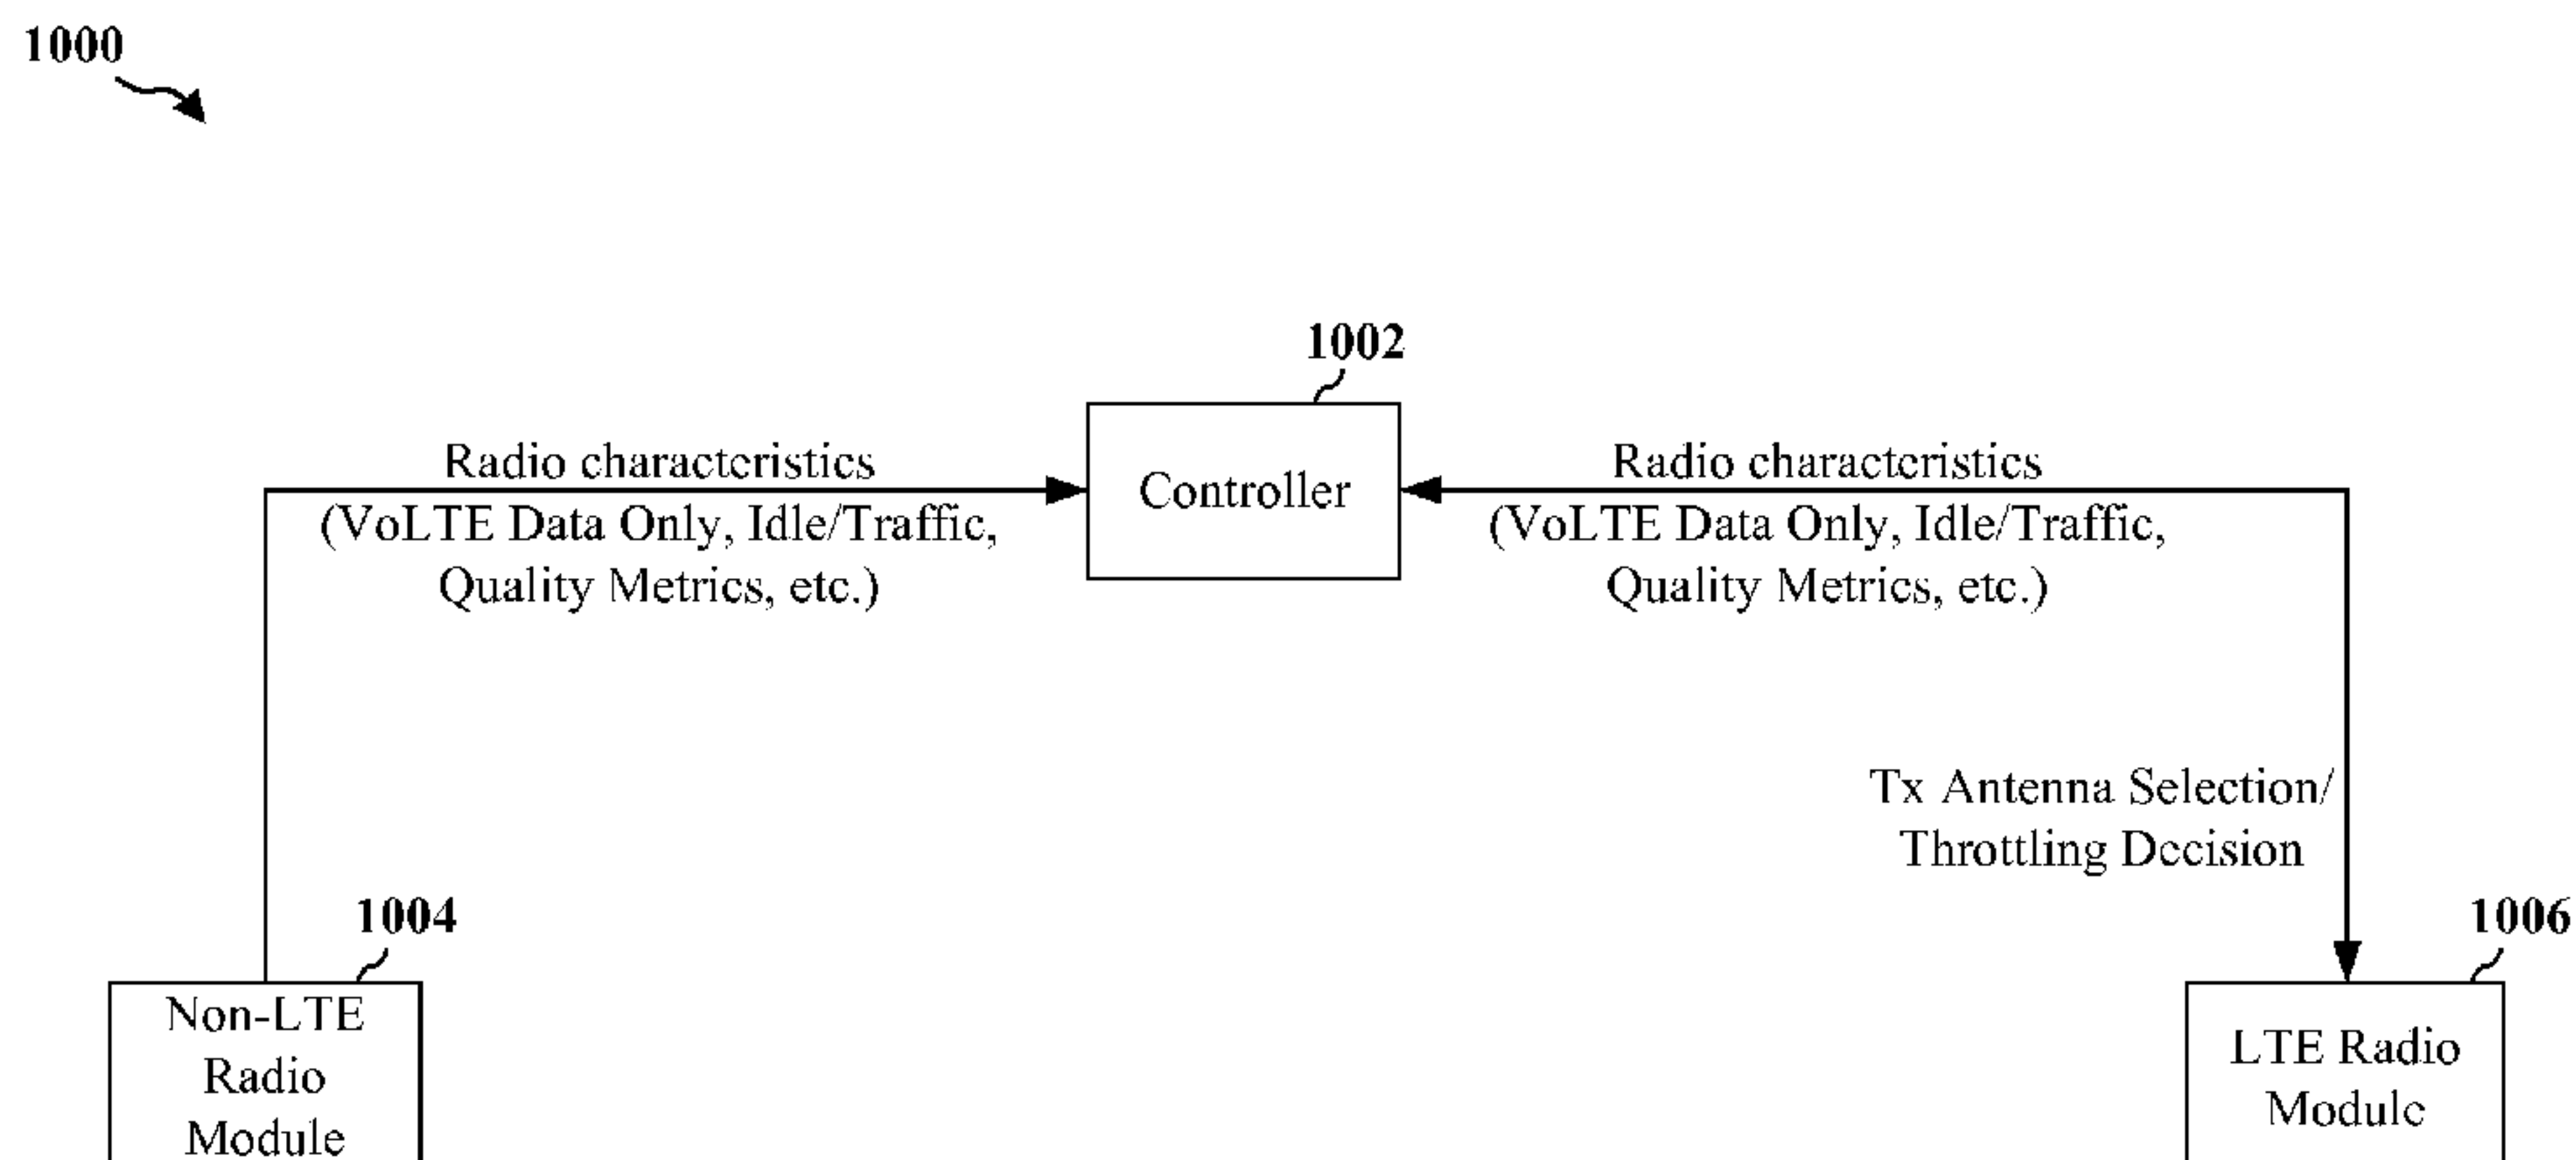 1000
1002
Controller
Radio characteristics
(VoLTE Data Only, Idle/Traffic,
Quality Metrics, etc.)
Radio characteristics
(VoLTE Data Only, Idle/Traffic,
Quality Metrics, etc.)
Tx Antenna Selection/
Throttling Decision
1004
Non-LTE
Radio
Module
1006
LTE Radio
Module